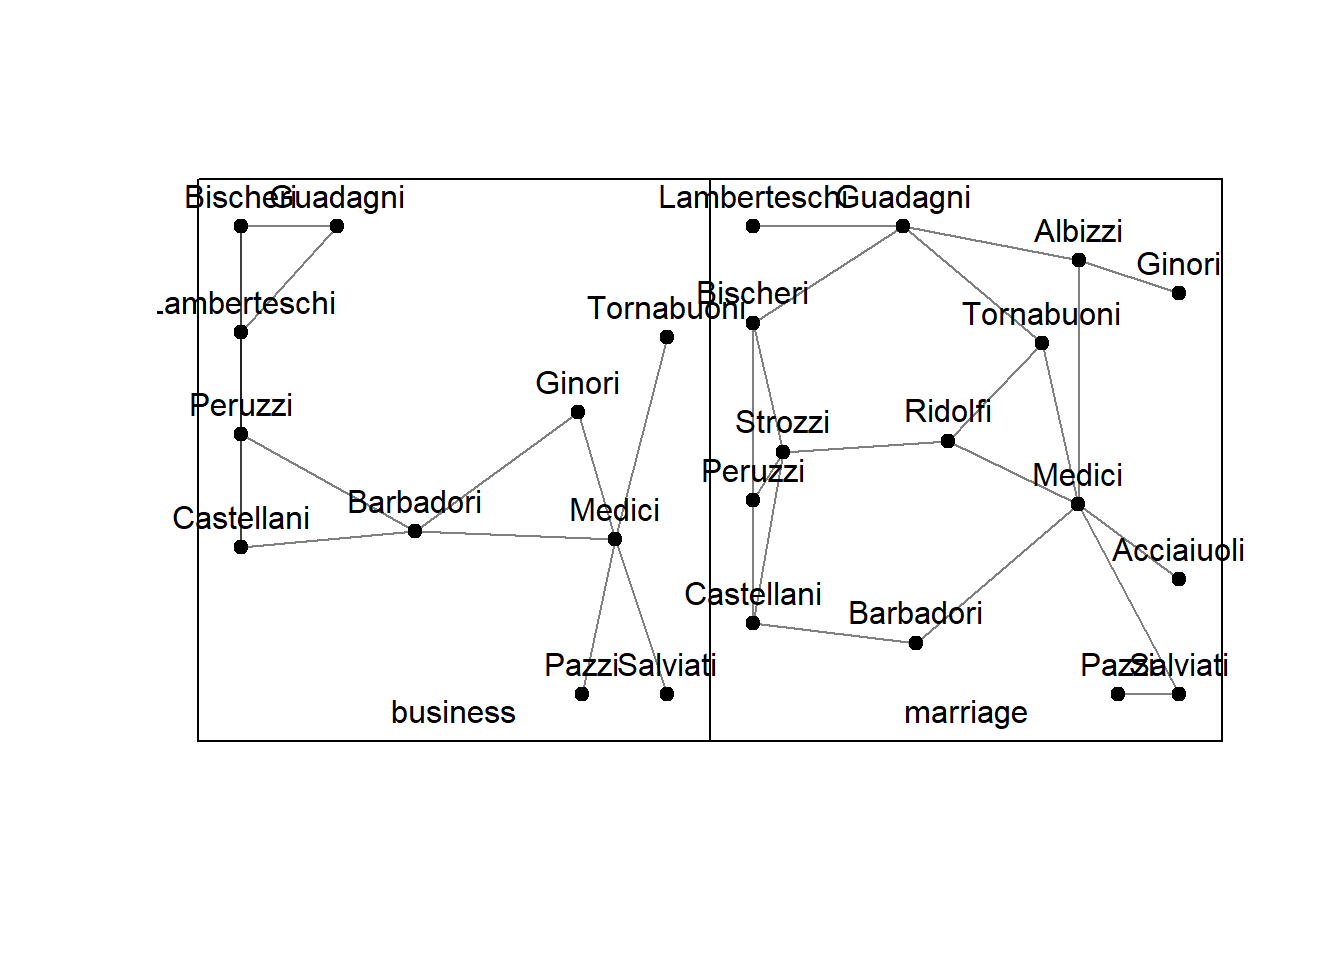 Bischeri
Guadagni
Lamberteschi
Tornabuoni
Ginori
Peruzzi
Barbadori
Medici
Castellani
Pazzi
Salviati
business
Lamberteschi
Guadagni
Albizzi
Ginori
Bischeri
Tornabuoni
Ridolfi
Strozzi
Peruzzi
Medici
Acciaiuoli
Castellani
Barbadori
Pazzi
Salviati
marriage